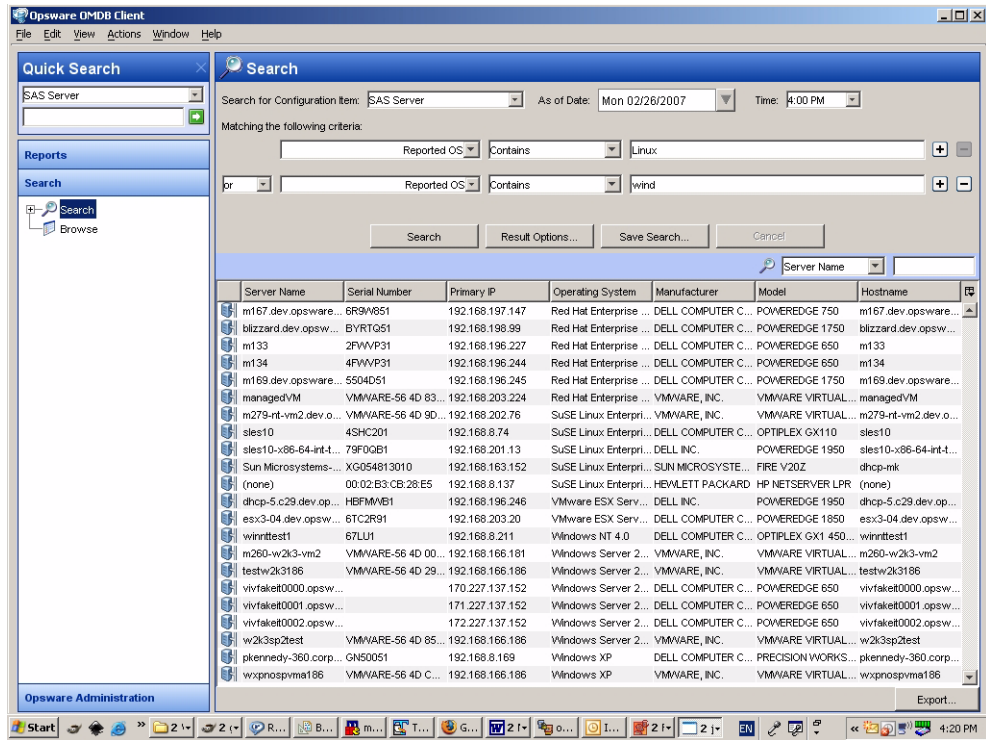 Opsware OMDB Client
File Edit View Actions Window Help
Quick Search
SAS Server
Reports
Search
Search
Browse
Opsware Administration
Search
Search for Configuration Item: SAS Server As of Date: Mon 02/26/2007 Time: 4:00 PM
Matching the following criteria:
Reported OS Contains Linux
or Reported OS Contains wind
Search Result Options... Save Search... Cancel
Server Name
Server Name Serial Number Primary IP Operating System Manufacturer Model Hostname
m167.dev.opsware... 6R9W851 192.168.197.147 Red Hat Enterprise ... DELL COMPUTER C... POWEREDGE 750 m167.dev.opsware...
blizzard.dev.opsw... BYRTQ51 192.168.198.99 Red Hat Enterprise ... DELL COMPUTER C... POWEREDGE 1750 blizzard.dev.opsw...
m133 2FWVP31 192.168.196.227 Red Hat Enterprise ... DELL COMPUTER C... POWEREDGE 650 m133
m134 4FWVP31 192.168.196.244 Red Hat Enterprise ... DELL COMPUTER C... POWEREDGE 650 m134
m169.dev.opsware... 5504D51 192.168.196.245 Red Hat Enterprise ... DELL COMPUTER C... POWEREDGE 1750 m169.dev.opsware...
managedVM VMWARE-56 4D 83... 192.168.203.224 Red Hat Enterprise ... VMWARE, INC. VMWARE VIRTUAL... managedVM
m279-nt-vm2.dev.o... VMWARE-56 4D 9D... 192.168.202.76 SuSE Linux Enterpri... VMWARE, INC. VMWARE VIRTUAL... m279-nt-vm2.dev.o...
sles10 4SHC201 192.168.8.74 SuSE Linux Enterpri... DELL COMPUTER C... OPTIPLEX GX110 sles10
sles10-x86-64-int-t... 79F0QB1 192.168.201.13 SuSE Linux Enterpri... DELL INC. POWEREDGE 1950 sles10-x86-64-int-t...
Sun Microsystems-... XG054813010 192.168.163.152 SuSE Linux Enterpri... SUN MICROSYSTE... FIRE V20Z dhcp-mk
(none) 00:02:B3:CB:28:E5 192.168.8.137 SuSE Linux Enterpri... HEWLETT PACKARD HP NETSERVER LPR (none)
dhcp-5.c29.dev.op... HBFMWB1 192.168.196.246 VMware ESX Serv... DELL INC. POWEREDGE 1950 dhcp-5.c29.dev.op...
esx3-04.dev.opsw... 6TC2R91 192.168.203.20 VMware ESX Serv... DELL COMPUTER C... POWEREDGE 1850 esx3-04.dev.opsw...
winnttest1 67LU1 192.168.8.211 Windows NT 4.0 DELL COMPUTER C... OPTIPLEX GX1 450... winnttest1
m260-w2k3-vm2 VMWARE-56 4D 00... 192.168.166.181 Windows Server 2... VMWARE, INC. VMWARE VIRTUAL... m260-w2k3-vm2
testw2k3186 VMWARE-56 4D 29... 192.168.166.186 Windows Server 2... VMWARE, INC. VMWARE VIRTUAL... testw2k3186
vivfakeit0000.opsw... 170.227.137.152 Windows Server 2... DELL COMPUTER C... POWEREDGE 650 vivfakeit0000.opsw...
vivfakeit0001.opsw... 171.227.137.152 Windows Server 2... DELL COMPUTER C... POWEREDGE 650 vivfakeit0001.opsw...
vivfakeit0002.opsw... 172.227.137.152 Windows Server 2... DELL COMPUTER C... POWEREDGE 650 vivfakeit0002.opsw...
w2k3sp2test VMWARE-56 4D 85... 192.168.166.186 Windows Server 2... VMWARE, INC. VMWARE VIRTUAL... w2k3sp2test
pkennedy-360.corp... GN50051 192.168.8.169 Windows XP DELL COMPUTER C... PRECISION WORKS... pkennedy-360.corp...
wxpnospvma186 VMWARE-56 4D C... 192.168.166.186 Windows XP VMWARE, INC. VMWARE VIRTUAL... wxpnospvma186
Export...
Start » 2 2 ( R... B... m... T... G... 2 o... I... 2 2 EN « 4:20 PM